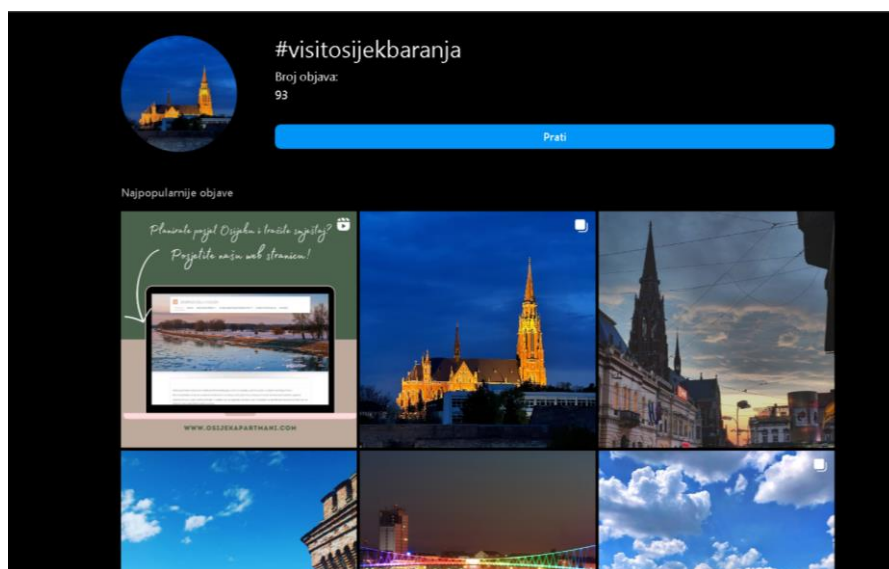 #visitosijekbaranja
Broj objava:
93
Prati
Najpopularnije objave
Planirate posjet Osijeku i tražite smještaj?
Posjetite našu web stranicu!
WWW.OSIJEKAPARTMANI.COM